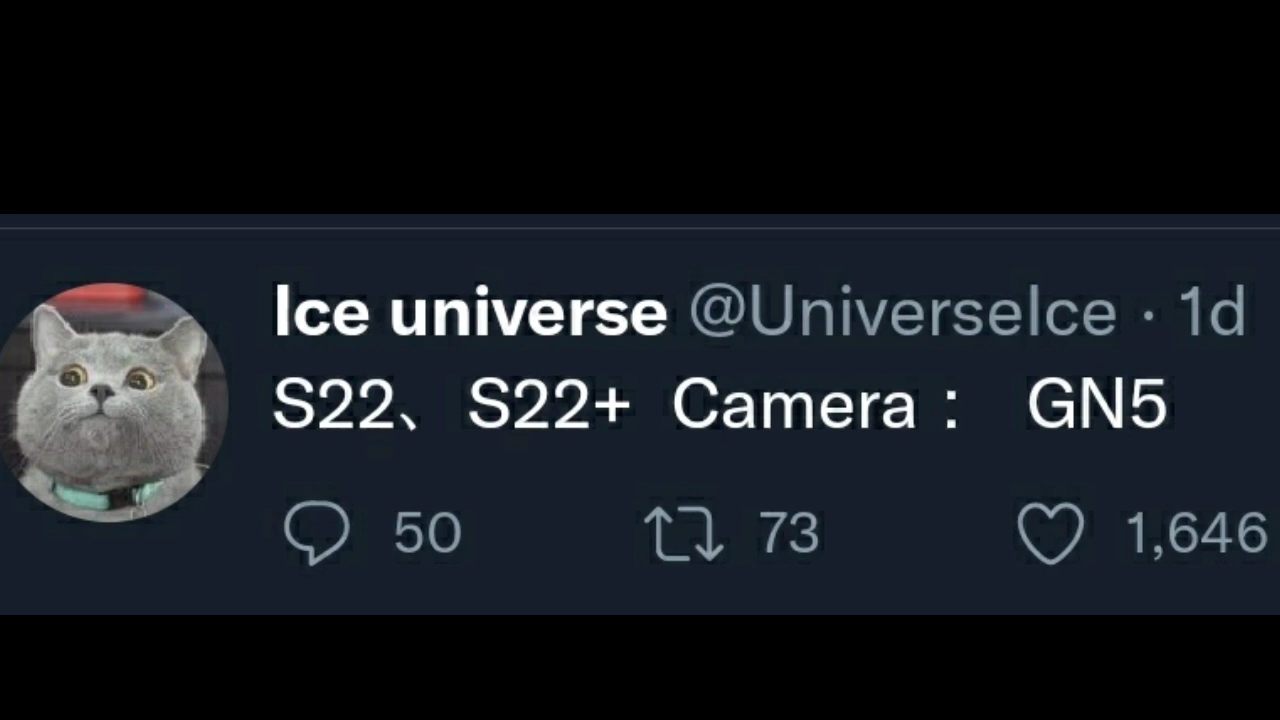 Ice universe @UniverseIce · 1d
S22、 S22+ Camera： GN5
50 73 1,646